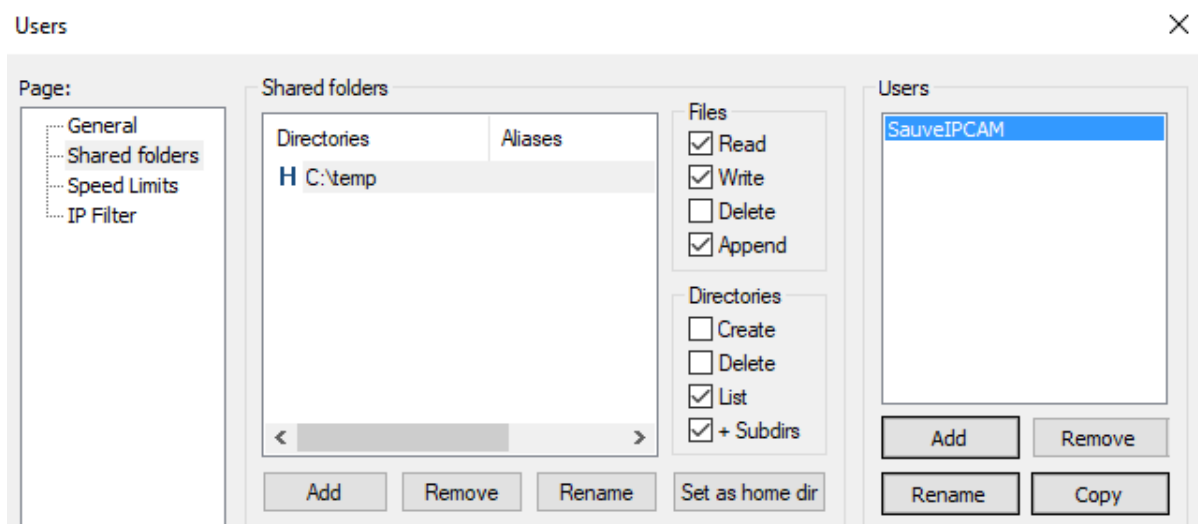 Users
Page:
General
Shared folders
Speed Limits
IP Filter
Shared folders
Directories Aliases
H C:\temp
Add Remove Rename Set as home dir
Files
Read
Write
Delete
Append
Directories
Create
Delete
List
+ Subdirs
Users
SauveIPCAM
Add Remove
Rename Copy